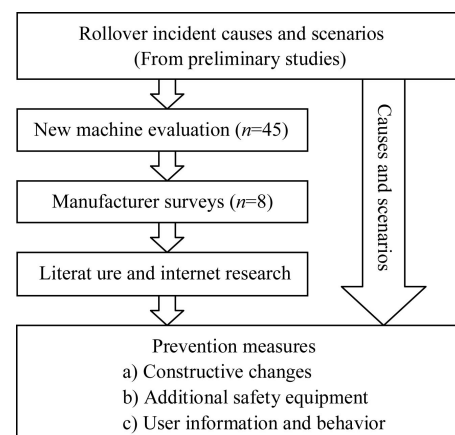 Rollover incident causes and scenarios
(From preliminary studies)
New machine evaluation (n=45)
Manufacturer surveys (n=8)
Literat ure and internet research
Causes and scenarios
Prevention measures
a) Constructive changes
b) Additional safety equipment
c) User information and behavior